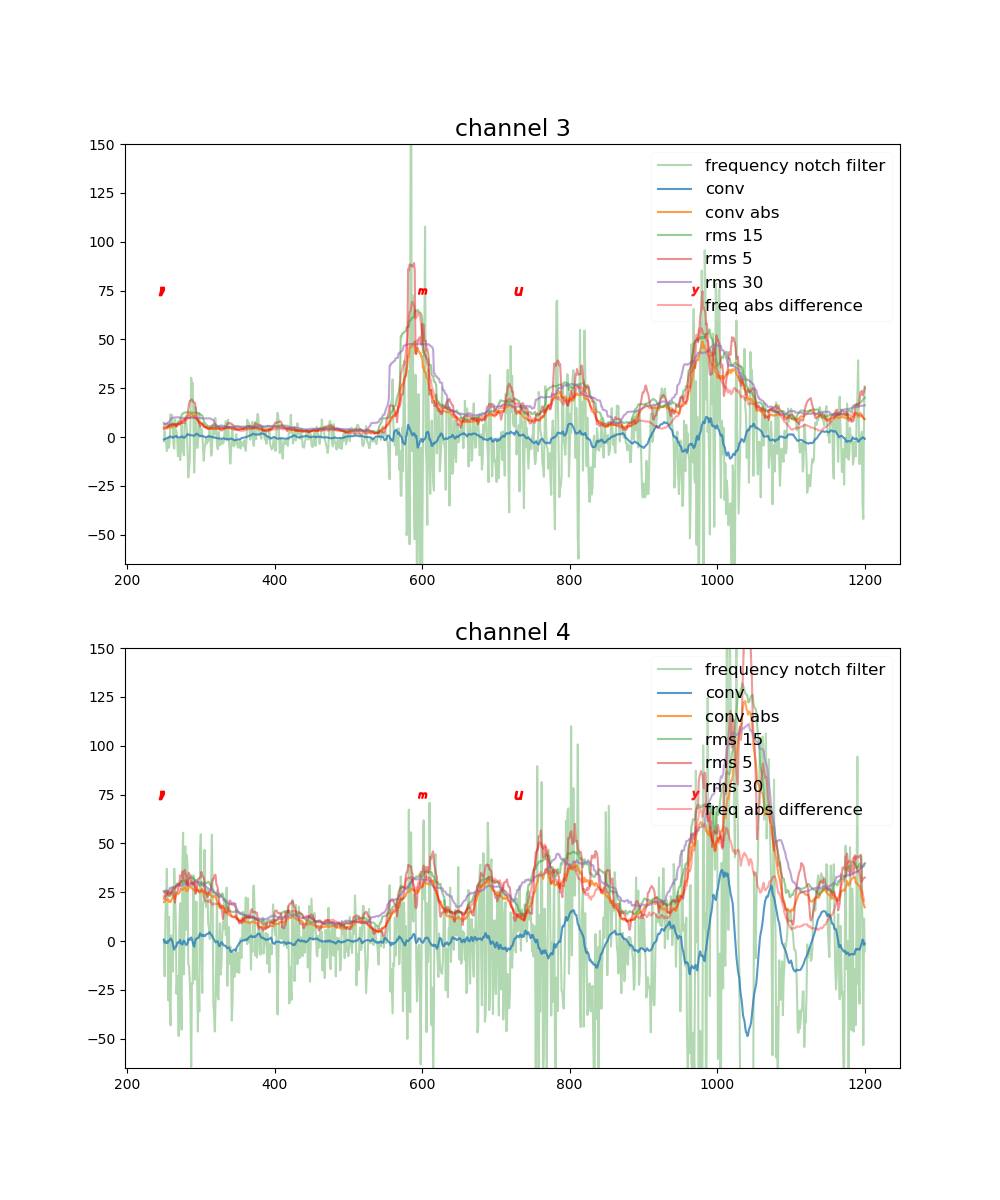 channel 3
150
125
100
75
50
25
0
−25
−50
frequency notch filter
conv
conv abs
rms 15
rms 5
rms 30
freq abs difference
, m u y
200 400 600 800 1000 1200
channel 4
150
125
100
75
50
25
0
−25
−50
frequency notch filter
conv
conv abs
rms 15
rms 5
rms 30
freq abs difference
, m u y
200 400 600 800 1000 1200